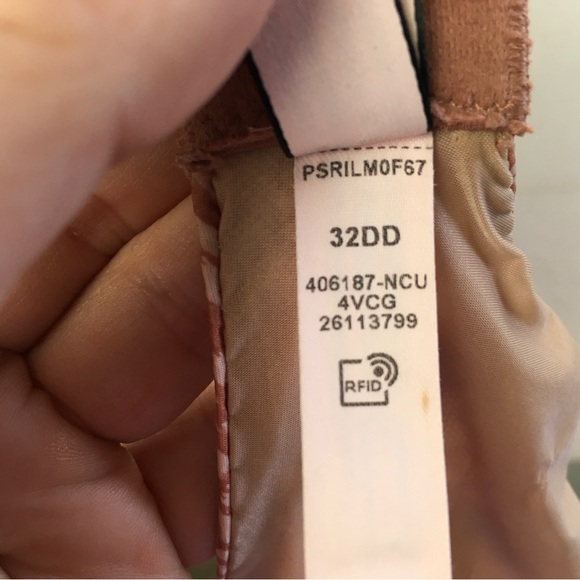 PSRILM0F67
32DD
406187-NCU
4VCG
26113799
RFID